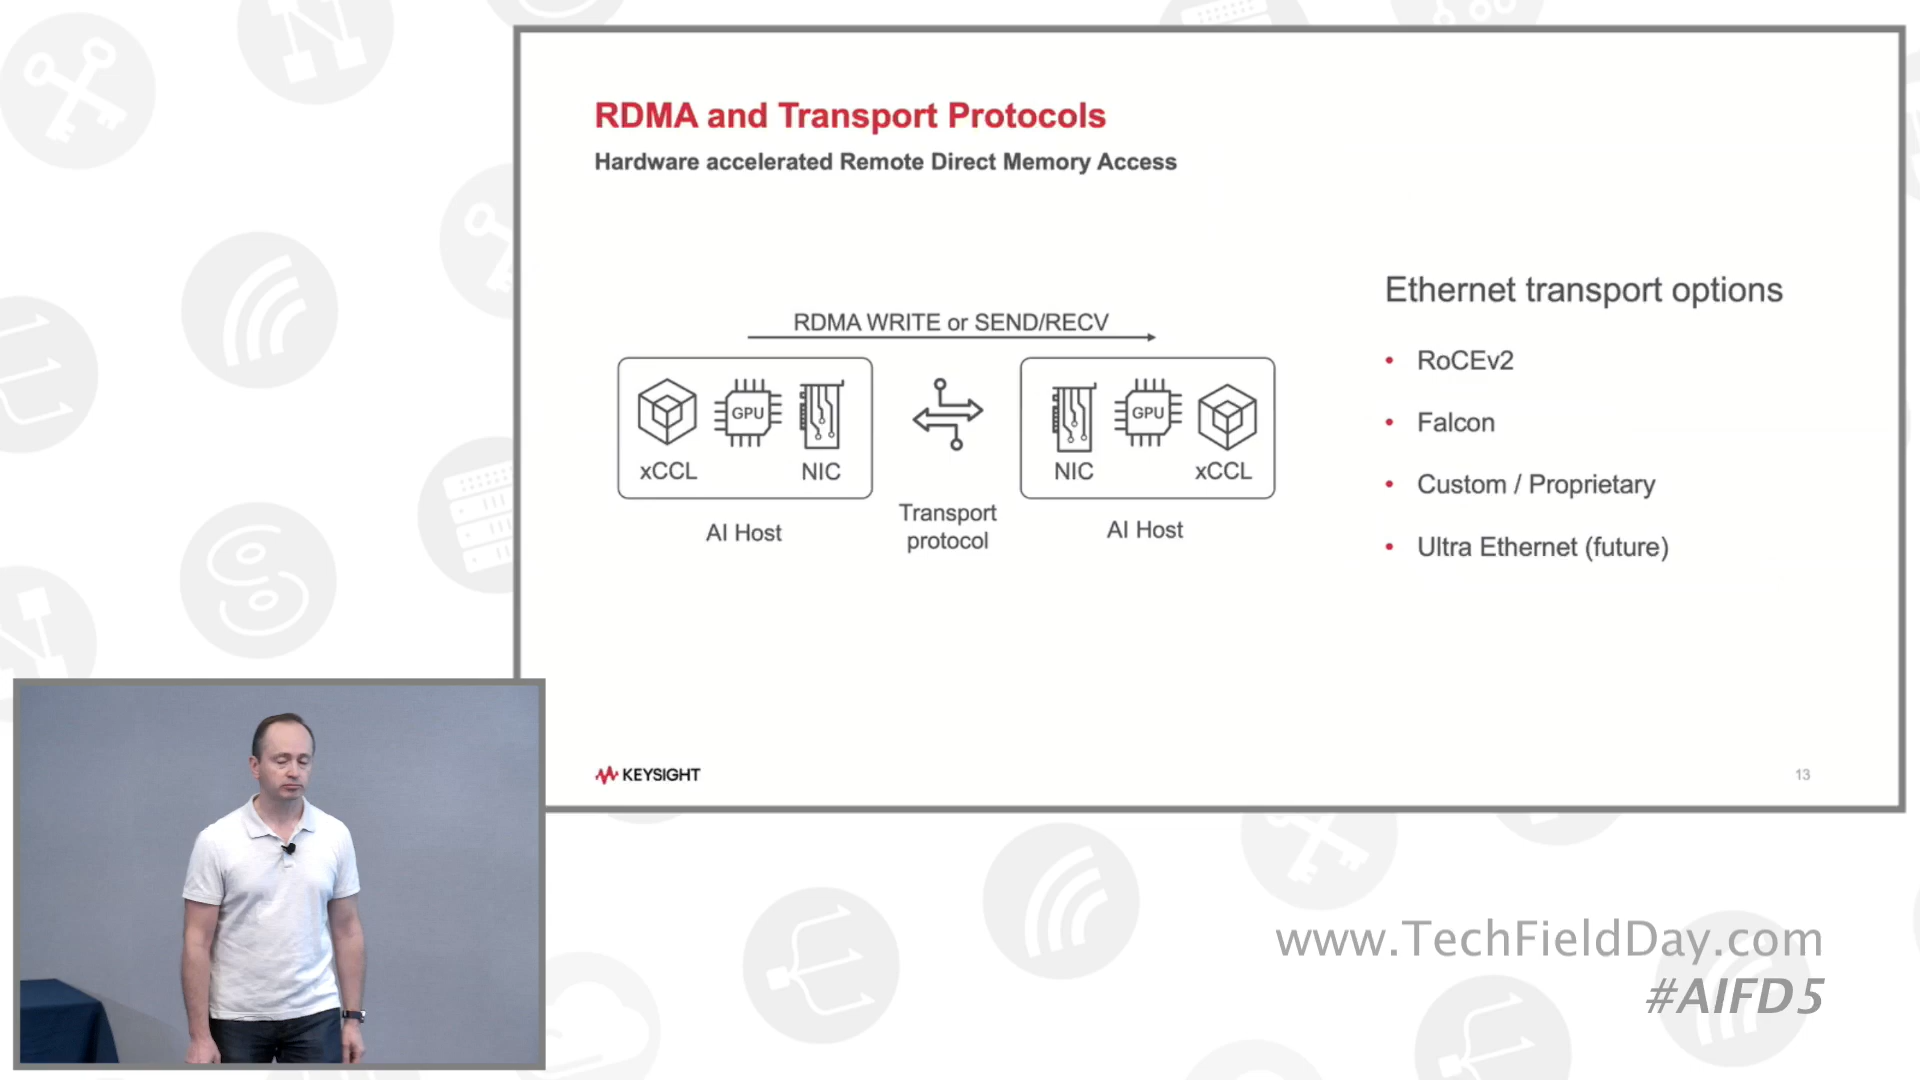 RDMA and Transport Protocols
Hardware accelerated Remote Direct Memory Access
RDMA WRITE or SEND/RECV
GPU
xCCL
NIC
AI Host
Transport
protocol
GPU
NIC
xCCL
AI Host
Ethernet transport options
• RoCEv2
• Falcon
• Custom / Proprietary
• Ultra Ethernet (future)
KEYSIGHT
13
www.TechFieldDay.com
#AIFD5